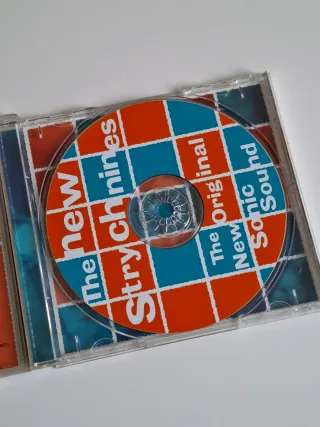 The new
Strychnines
The original
New
Sonic
Sound